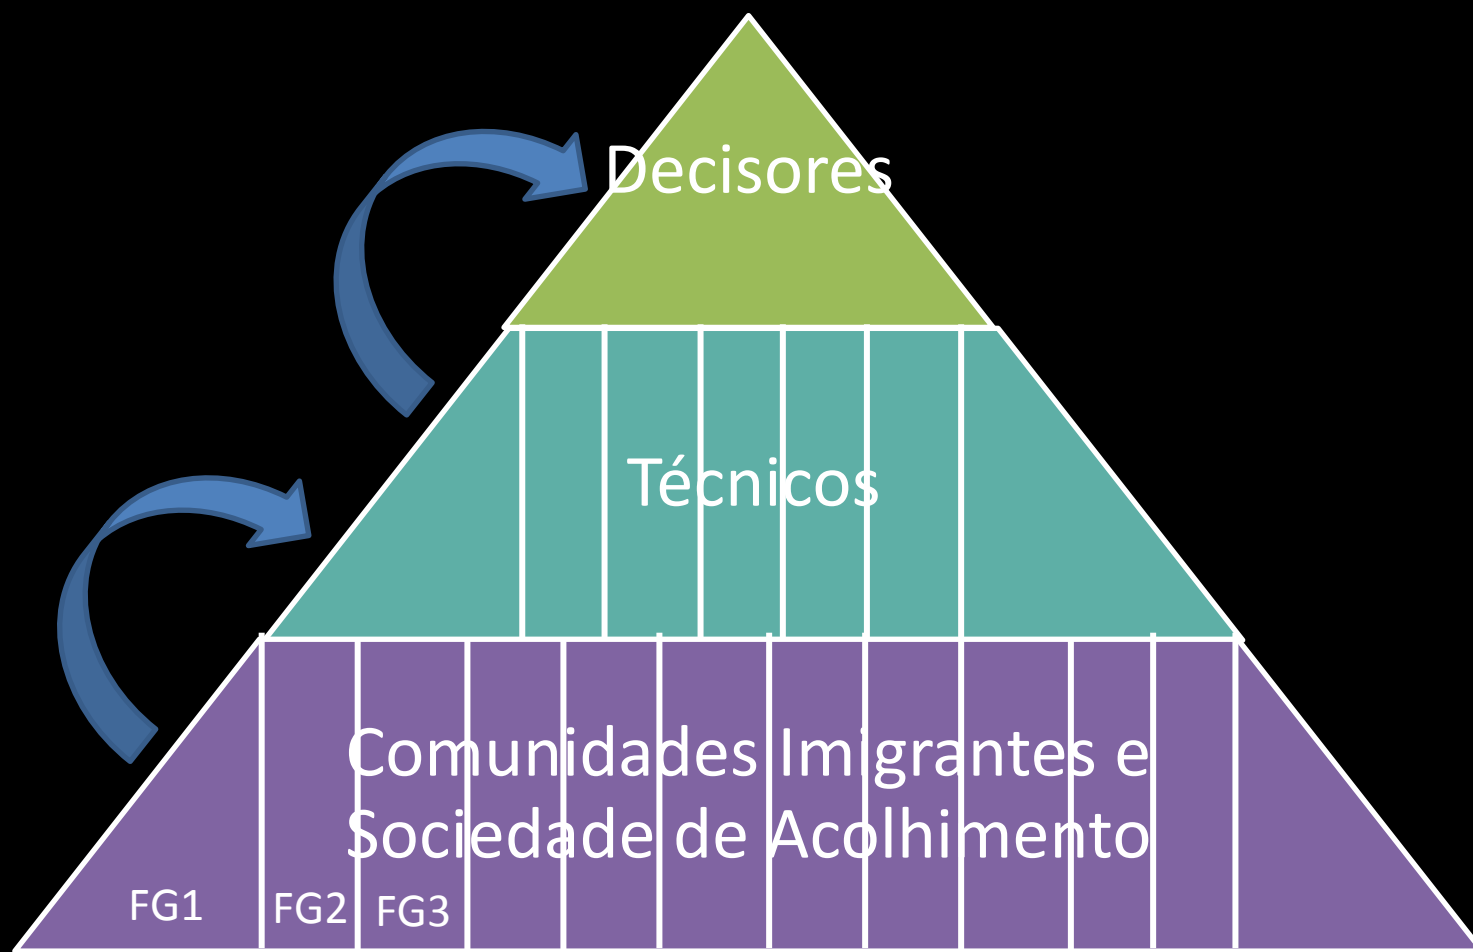 Decisores
Técnicos
Comunidades Imigrantes e
Sociedade de Acolhimento
FG1
FG2
FG3